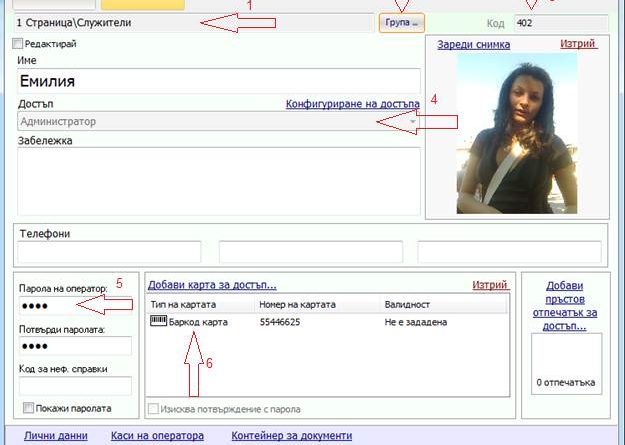 1
1 Страница\Служители
Група ...
Код
402
Редактирай
Зареди снимка
Изтрий
Име
Емилия
Достъп
Конфигуриране на достъпа
4
Администратор
Забележка
Телефони
Парола на оператор:
5
Потвърди паролата:
Код за неф. справки
Покажи паролата
Добави карта за достъп...
Изтрий
Тип на картата
Номер на картата
Валидност
Баркод карта
55446625
Не е зададена
6
Изисква потвърждение с парола
Добави
пръстов
отпечатък за
достъп...
0 отпечатъка
Лични данни
Каси на оператора
Контейнер за документи